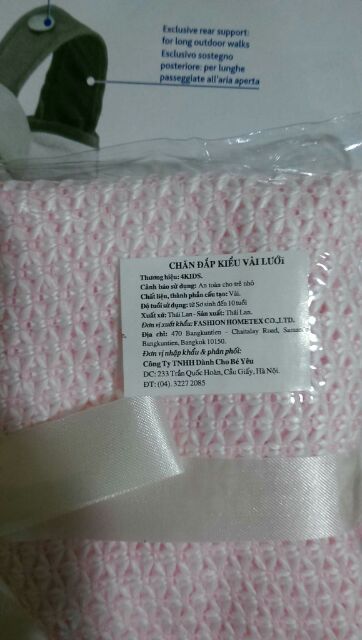 Exclusive rear support:
for long outdoor walks
Esclusivo sostegno
posteriore: per lunghe
passeggiate all'aria aperta
CHĂN ĐẮP KIỂU VẢI LƯỚI
Thương hiệu: 4KIDS.
Cảnh báo sử dụng: An toàn cho trẻ nhỏ
Chất liệu, thành phần cấu tạo: Vải.
Độ tuổi sử dụng: từ Sơ sinh đến 10 tuổi
Xuất xứ: Thái Lan - Sản xuất: Thái Lan.
Đơn vị xuất khẩu: FASHION HOMETEX CO.,LTD.
Địa chỉ: 470 Bangkuntien - Chaitaday Road,
Bangkuntien, Bangkok 10150.
Đơn vị nhập khẩu & phân phối:
Công Ty TNHH Dành Cho Bé Yêu
DC: 233 Trần Quốc Hoàn, Cầu Giấy, Hà Nội.
ĐT: (04). 3227 2085